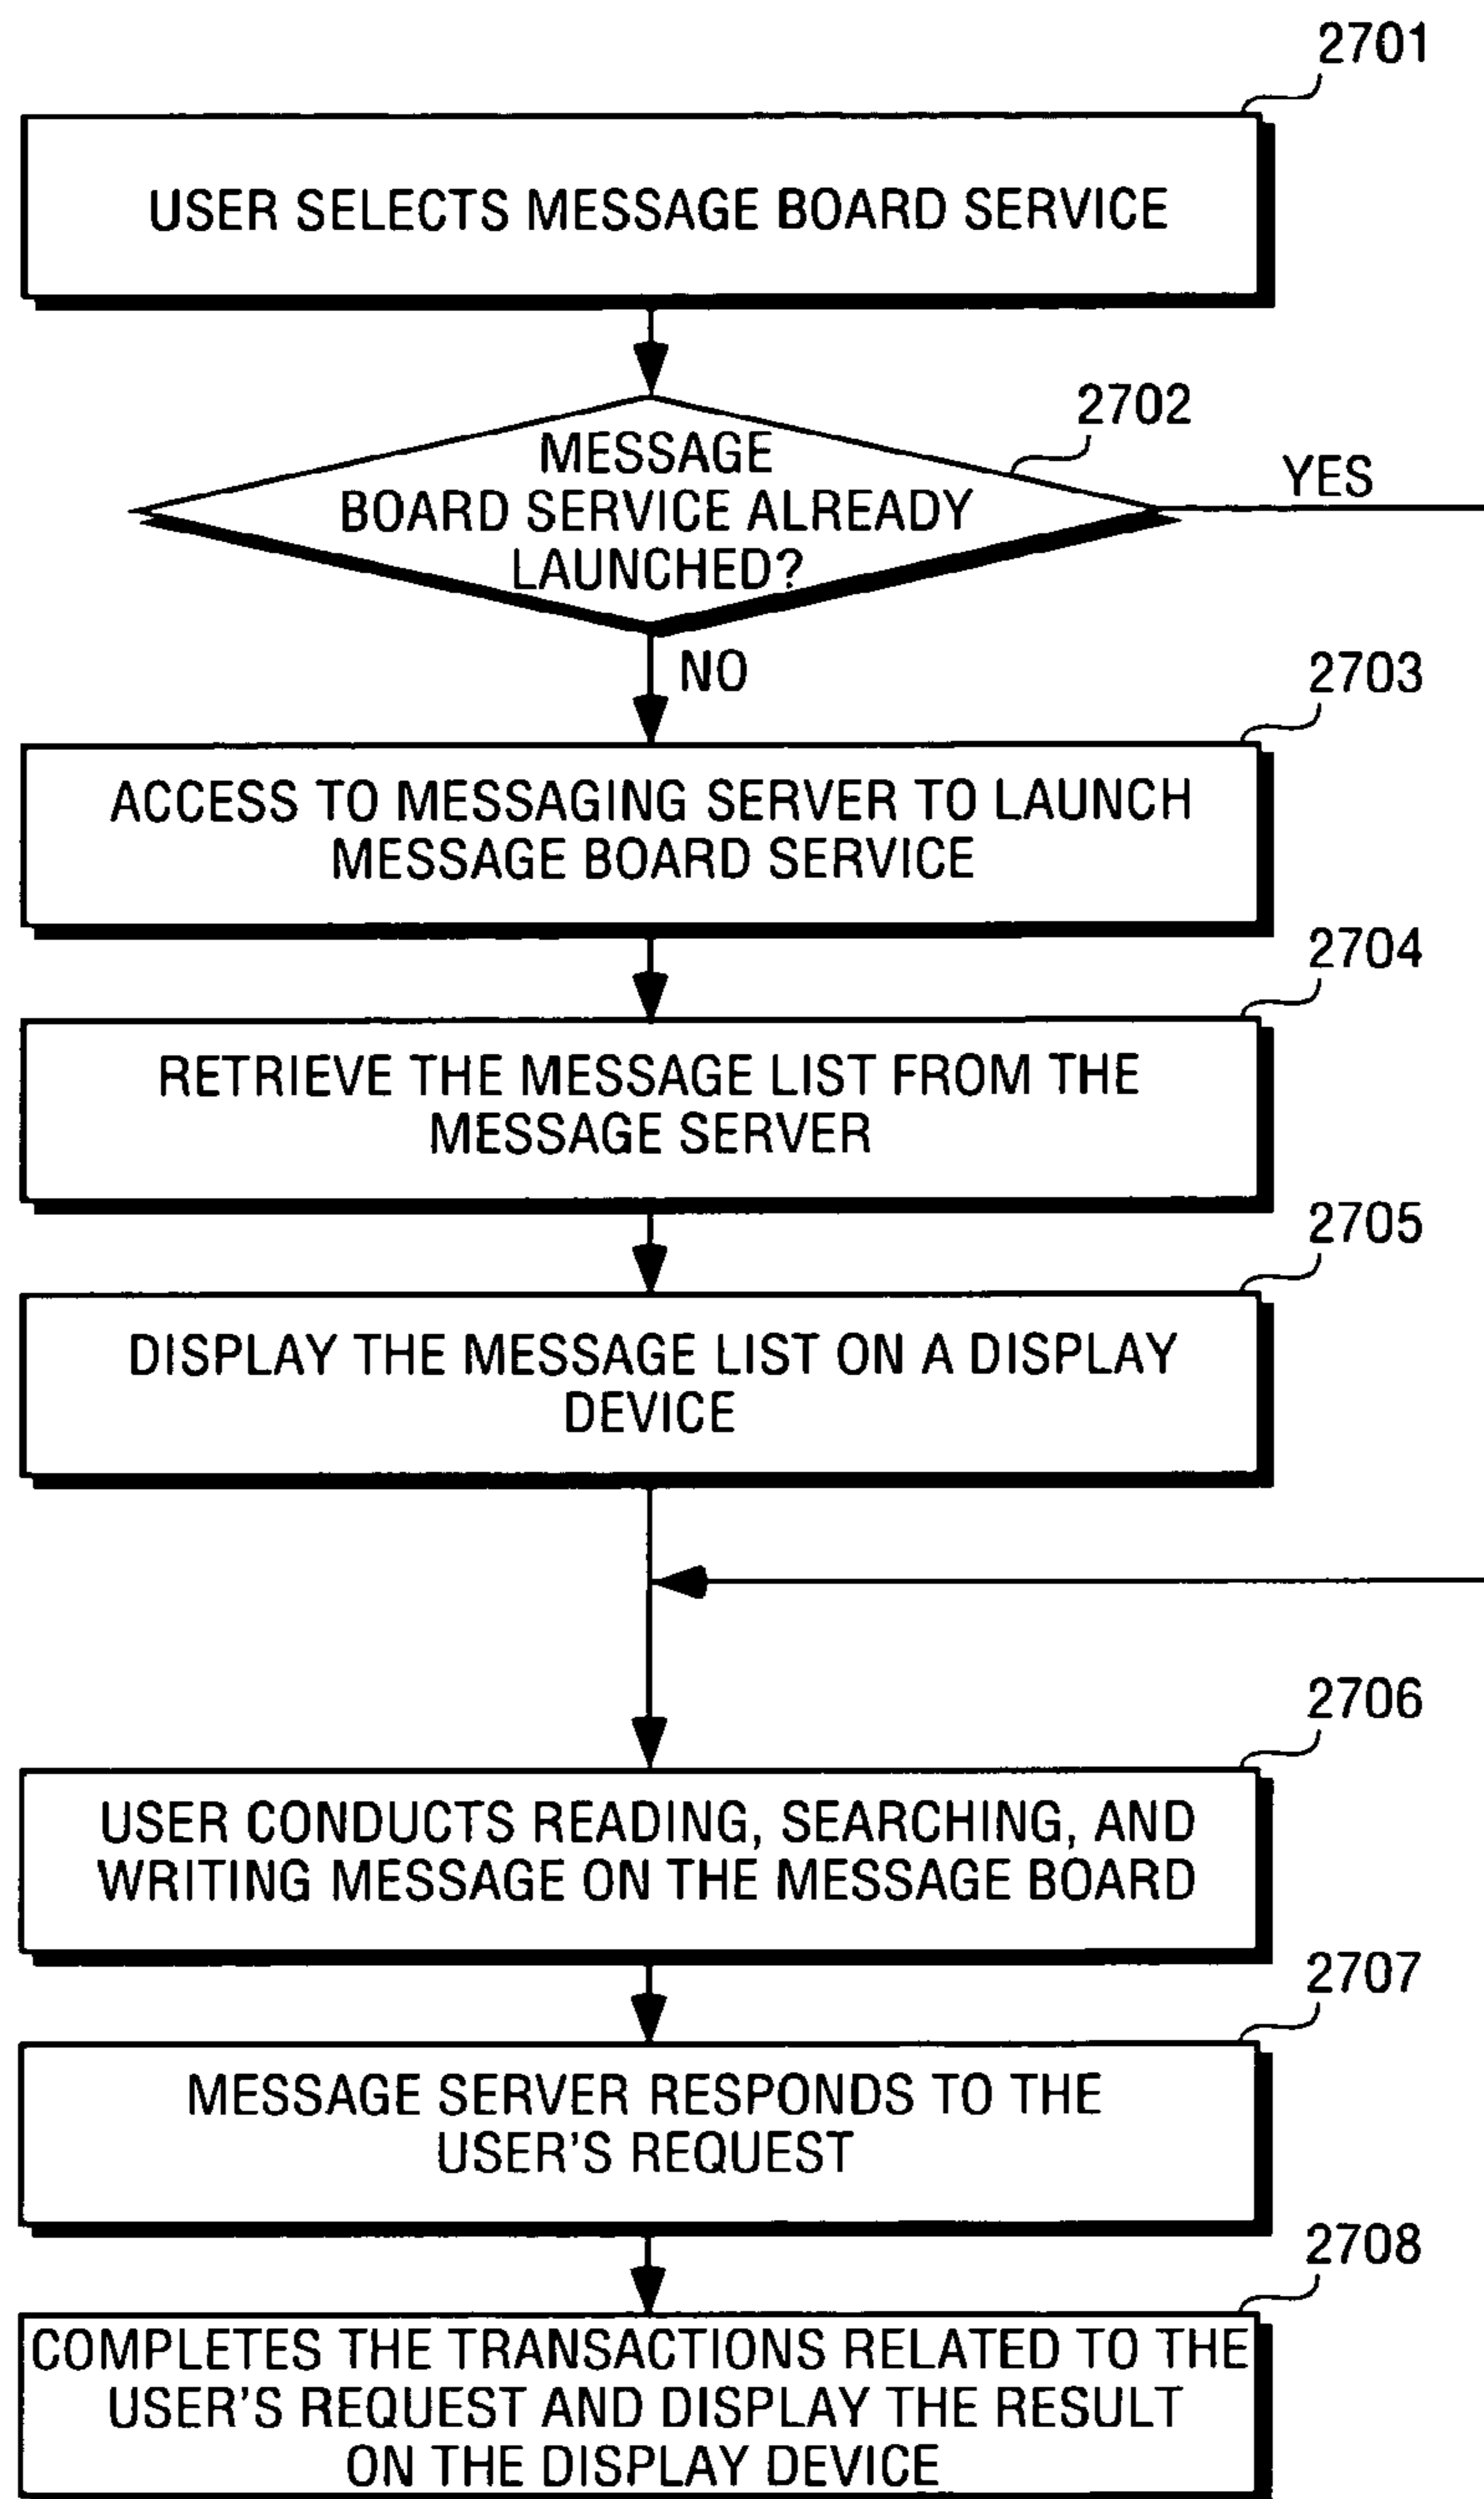 2701
USER SELECTS MESSAGE BOARD SERVICE
2702
MESSAGE
BOARD SERVICE ALREADY
LAUNCHED?
YES
NO
2703
ACCESS TO MESSAGING SERVER TO LAUNCH
MESSAGE BOARD SERVICE
2704
RETRIEVE THE MESSAGE LIST FROM THE
MESSAGE SERVER
2705
DISPLAY THE MESSAGE LIST ON A DISPLAY
DEVICE
2706
USER CONDUCTS READING, SEARCHING, AND
WRITING MESSAGE ON THE MESSAGE BOARD
2707
MESSAGE SERVER RESPONDS TO THE
USER'S REQUEST
2708
COMPLETES THE TRANSACTIONS RELATED TO THE
USER'S REQUEST AND DISPLAY THE RESULT
ON THE DISPLAY DEVICE